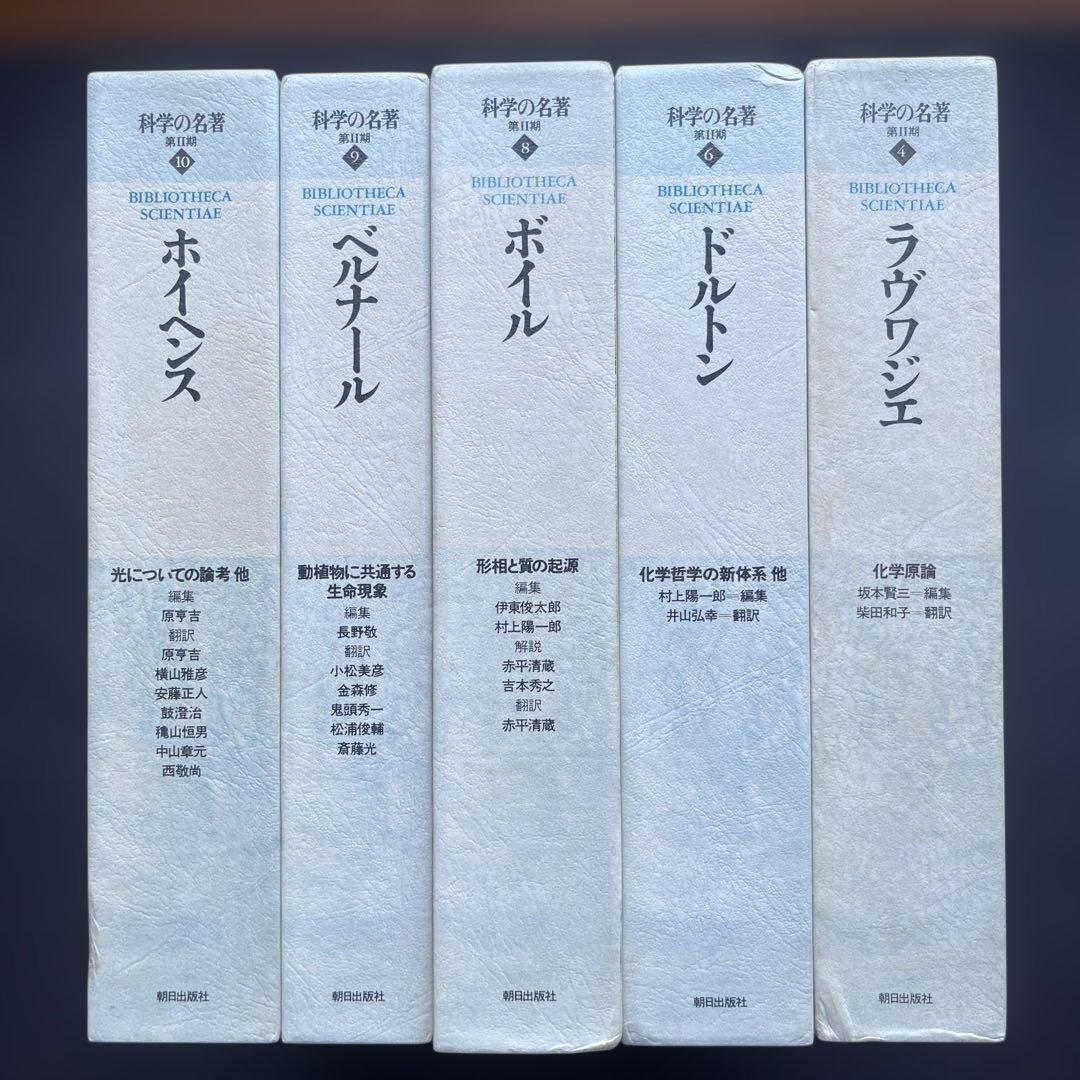 科学の名著
第II期
10
BIBLIOTHECA
SCIENTIAE
ホイヘンス
光についての論考 他
編集
原亨吉
翻訳
原亨吉
横山雅彦
安藤正人
鼓澄治
穐山恒男
中山章元
西敬尚
朝日出版社
科学の名著
第II期
9
BIBLIOTHECA
SCIENTIAE
ベルナール
動植物に共通する
生命現象
編集
長野敬
翻訳
小松美彦
金森修
鬼頭秀一
松浦俊輔
斎藤光
朝日出版社
科学の名著
第II期
8
BIBLIOTHECA
SCIENTIAE
ボイル
形相と質の起源
編集
伊東俊太郎
村上陽一郎
解説
赤平清蔵
吉本秀之
翻訳
赤平清蔵
朝日出版社
科学の名著
第II期
6
BIBLIOTHECA
SCIENTIAE
ドルトン
化学哲学の新体系 他
村上陽一郎＝編集
井山弘幸＝翻訳
朝日出版社
科学の名著
第II期
4
BIBLIOTHECA
SCIENTIAE
ラヴワジエ
化学原論
坂本賢三＝編集
柴田和子＝翻訳
朝日出版社